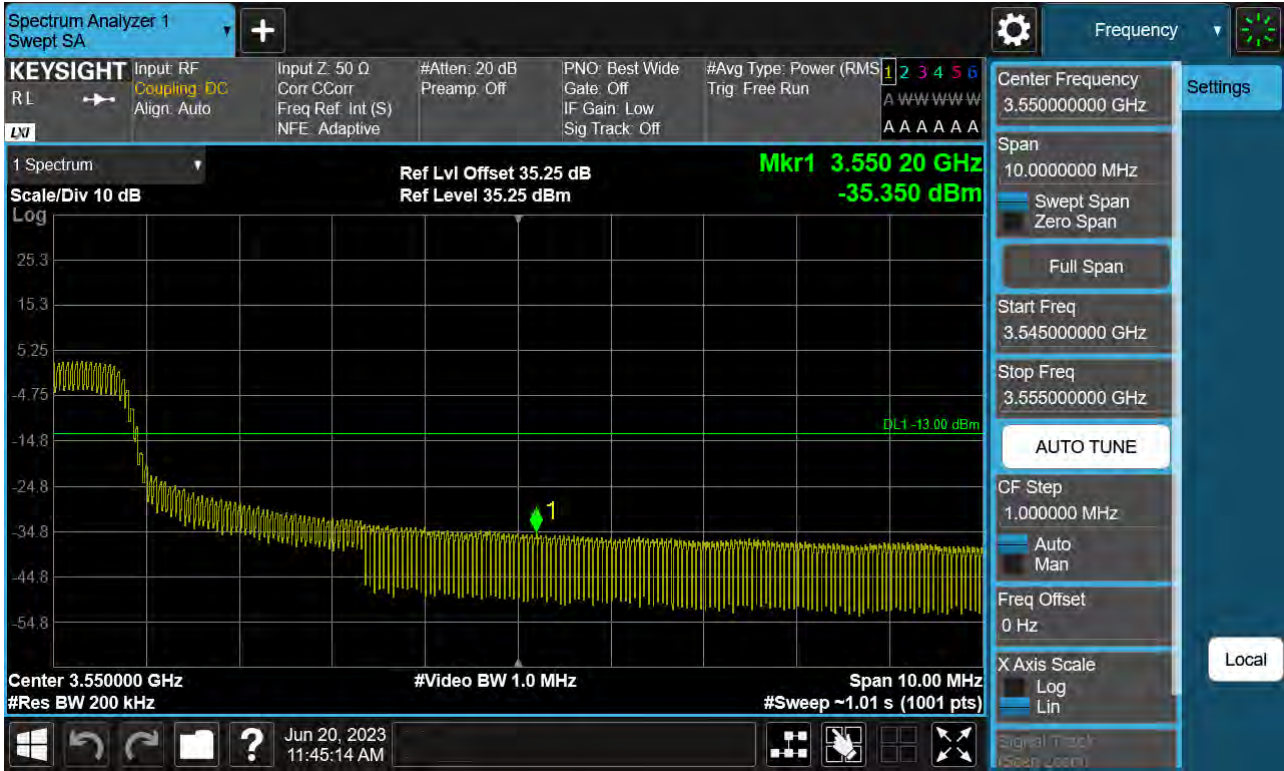 Spectrum Analyzer 1
Swept SA
Frequency
KEYSIGHT
R L
LXI
Input: RF
Coupling: DC
Align: Auto
Input Z: 50 Ω
Corr CCorr
Freq Ref: Int (S)
NFE: Adaptive
#Atten: 20 dB
Preamp: Off
PNO: Best Wide
Gate: Off
IF Gain: Low
Sig Track: Off
#Avg Type: Power (RMS
Trig: Free Run
1 2 3 4 5 6
A W W W W W
A A A A A A
1 Spectrum
Scale/Div 10 dB
Log
Ref Lvl Offset 35.25 dB
Ref Level 35.25 dBm
Mkr1 3.550 20 GHz
-35.350 dBm
25.3
15.3
5.25
-4.75
-14.8
-24.8
-34.8
-44.8
-54.8
DL1 -13.00 dBm
1
Center 3.550000 GHz
#Res BW 200 kHz
#Video BW 1.0 MHz
Span 10.00 MHz
#Sweep ~1.01 s (1001 pts)
Center Frequency
3.550000000 GHz
Span
10.0000000 MHz
Swept Span
Zero Span
Full Span
Start Freq
3.545000000 GHz
Stop Freq
3.555000000 GHz
AUTO TUNE
CF Step
1.000000 MHz
Auto
Man
Freq Offset
0 Hz
X Axis Scale
Log
Lin
Signal Track
(Span Zoom)
Settings
Local
?
Jun 20, 2023
11:45:14 AM